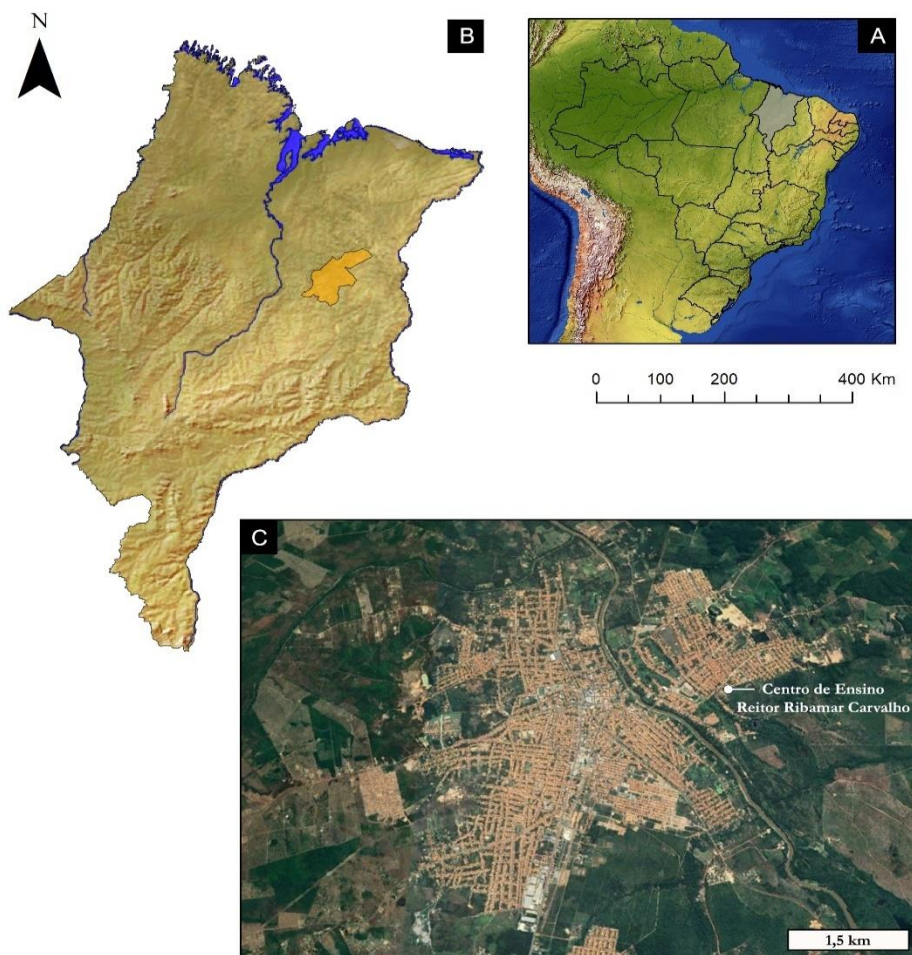 N
B
A
0 100 200 400 Km
C
Centro de Ensino
Reitor Ribamar Carvalho
1,5 km